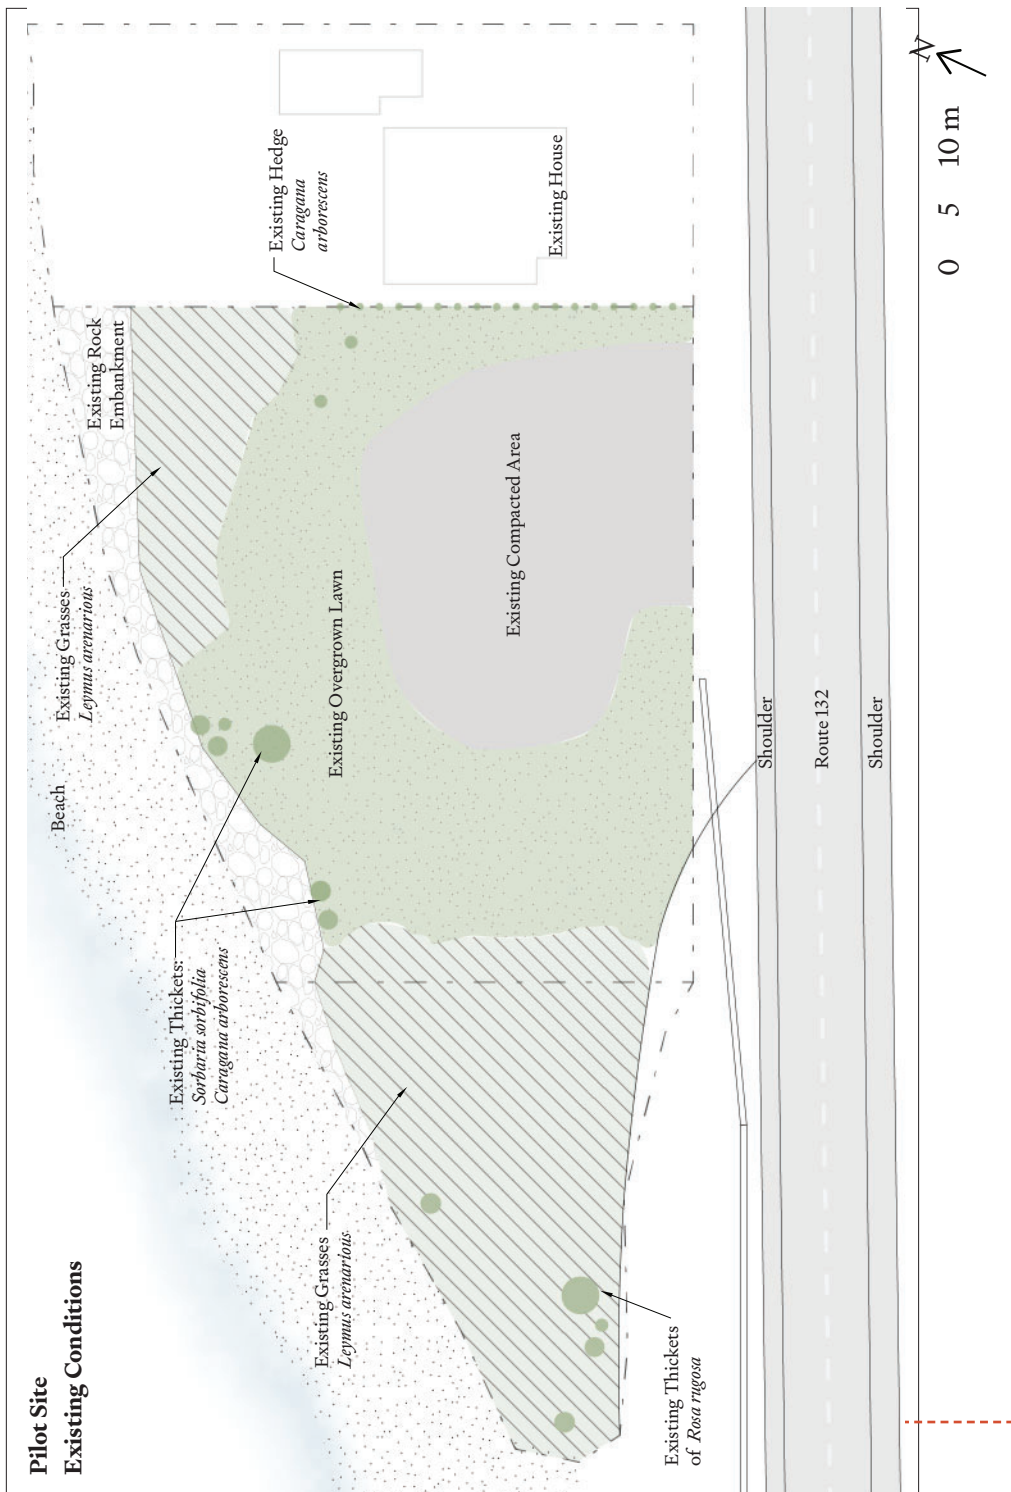 Pilot Site
Existing Conditions
Beach
Existing Grasses
Leymus arenarious
Existing Rock
Embankment
Existing Hedge
Caragana
arborescens
Existing House
Existing Thickets:
Sorbaria sorbifolia
Caragana arborescens
Existing Overgrown Lawn
Existing Compacted Area
Existing Grasses
Leymus arenarious
Existing Thickets
of Rosa rugosa
Shoulder
Route 132
Shoulder
0 5 10 m
N